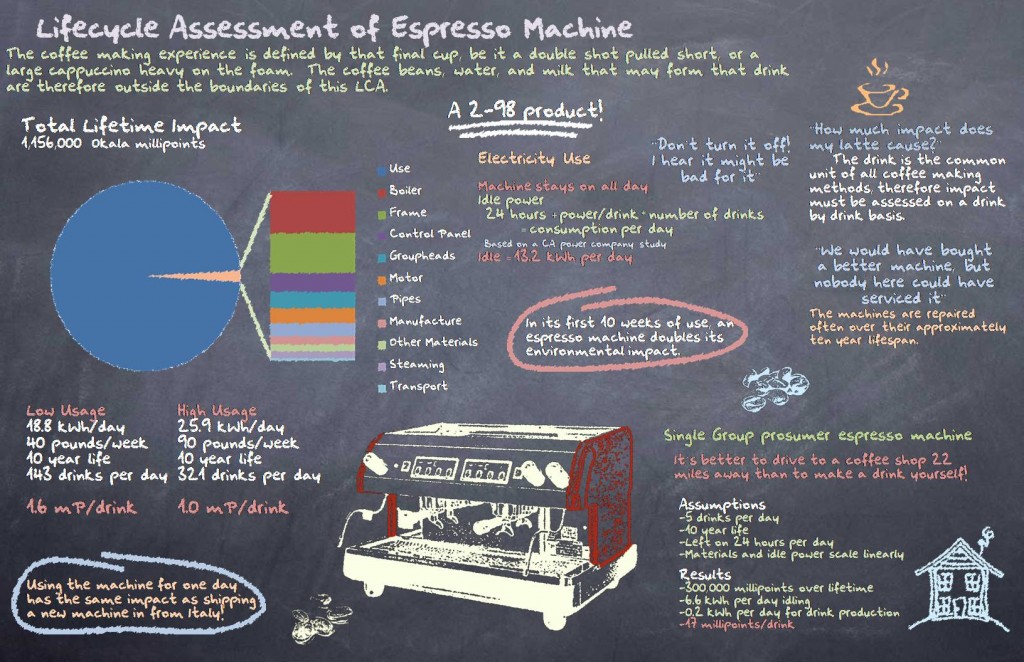 Lifecycle Assessment of Espresso Machine
The coffee making experience is defined by that final cup, be it a double shot pulled short, or a
large cappuccino heavy on the foam. The coffee beans, water, and milk that may form that drink
are therefore outside the boundaries of this LCA.
A 2-98 product!
Total Lifetime Impact
1,156,000 Okala millipoints
Use
Boiler
Frame
Control Panel
Groupheads
Motor
Pipes
Manufacture
Other Materials
Steaming
Transport
Electricity Use
Machine stays on all day
Idle power
24 hours + power/drink * number of drinks
= consumption per day
Based on a CA power company study
Idle = 13.2 kWh per day
"Don't turn it off!
I hear it might be
bad for it"
"How much impact does
my latte cause?"
The drink is the common
unit of all coffee making
methods, therefore impact
must be assessed on a drink
by drink basis.
"We would have bought
a better machine, but
nobody here could have
serviced it"
The machines are repaired
often over their approximately
ten year lifespan.
In its first 10 weeks of use, an
espresso machine doubles its
environmental impact.
Low Usage
18.8 kWh/day
40 pounds/week
10 year life
143 drinks per day
1.6 mP/drink
High Usage
25.9 kWh/day
90 pounds/week
10 year life
321 drinks per day
1.0 mP/drink
Using the machine for one day
has the same impact as shipping
a new machine in from Italy!
Single Group prosumer espresso machine
It's better to drive to a coffee shop 22
miles away than to make a drink yourself!
Assumptions
-5 drinks per day
-10 year life
-Left on 24 hours per day
-Materials and idle power scale linearly
Results
-300,000 millipoints over lifetime
-6.6 kWh per day idling
-0.2 kWh per day for drink production
-17 millipoints/drink